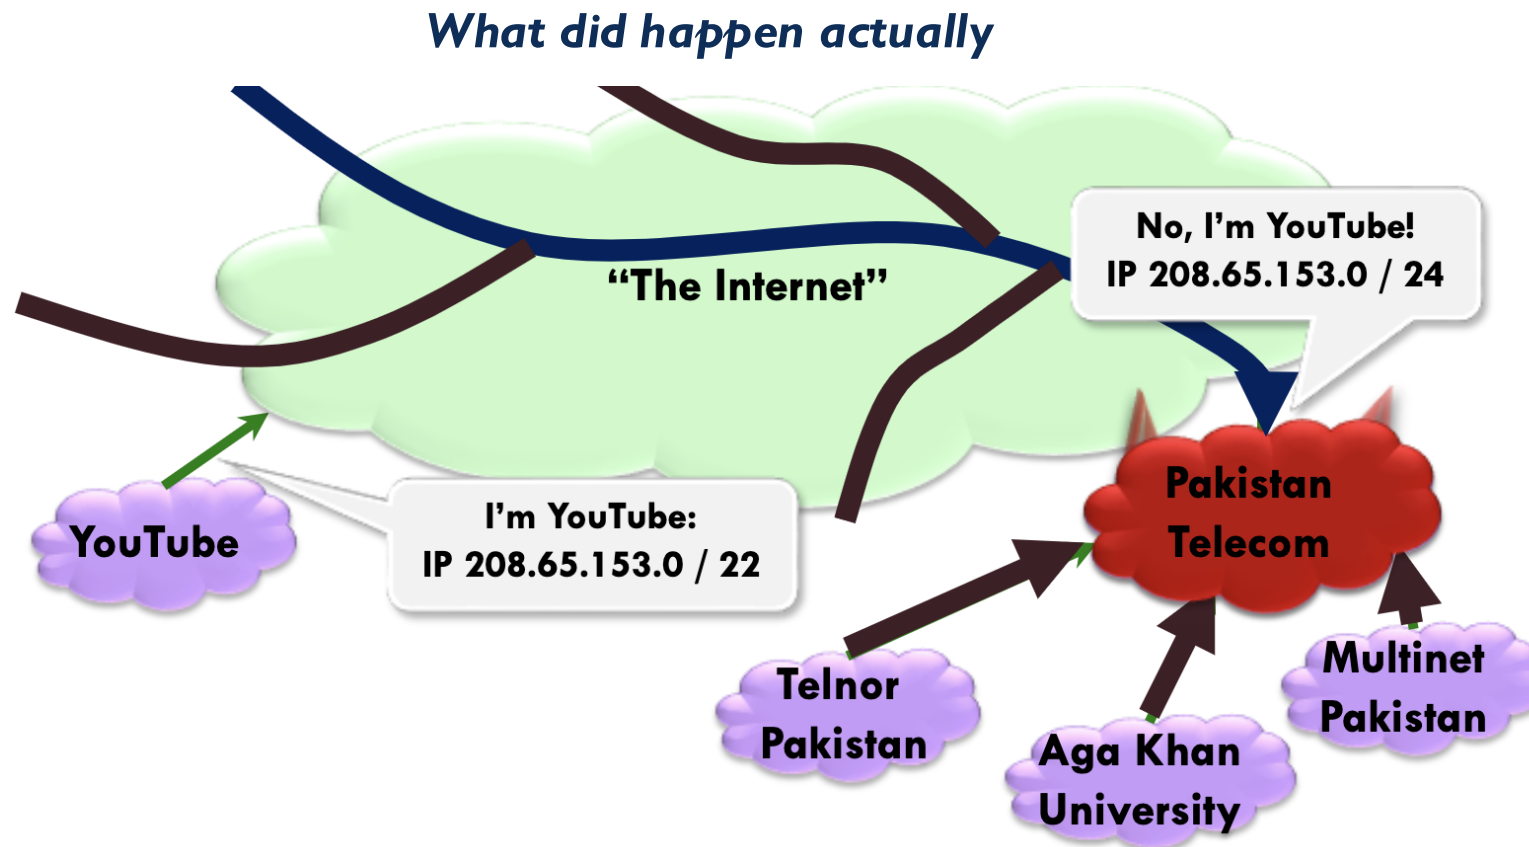 What did happen actually
No, I’m YouTube!
IP 208.65.153.0 / 24
“The Internet”
I’m YouTube:
IP 208.65.153.0 / 22
YouTube
Pakistan
Telecom
Telnor
Pakistan
Aga Khan
University
Multinet
Pakistan